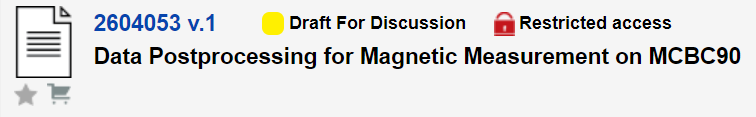 2604053 v.1 Draft For Discussion Restricted access
Data Postprocessing for Magnetic Measurement on MCBC90